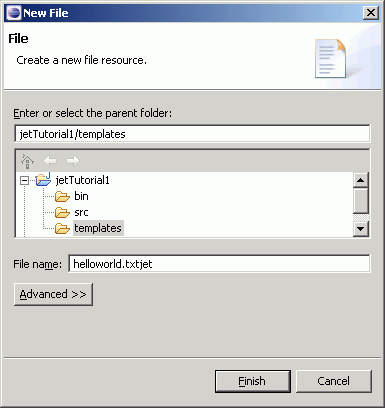 New File
File
Create a new file resource.
Enter or select the parent folder:
jetTutorial1/templates
jetTutorial1
bin
src
templates
File name: helloworld.txtjet
Advanced >>
Finish Cancel